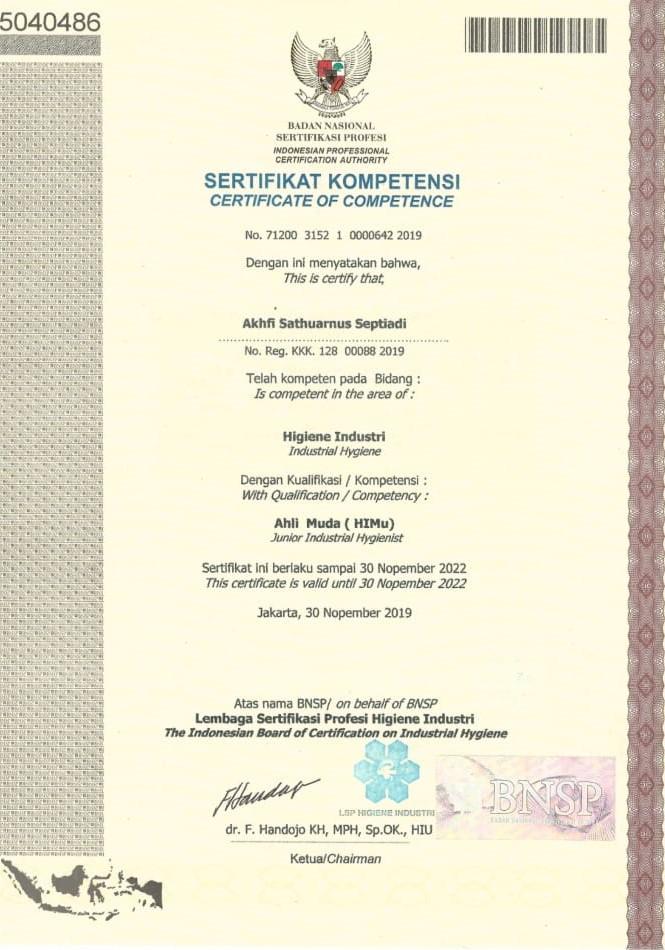 5040486
BADAN NASIONAL
SERTIFIKASI PROFESI
INDONESIAN PROFESSIONAL
CERTIFICATION AUTHORITY
SERTIFIKAT KOMPETENSI
CERTIFICATE OF COMPETENCE
No. 71200 3152 1 0000642 2019
Dengan ini menyatakan bahwa,
This is certify that,
Akhfi Sathuarnus Septiadi
No. Reg. KKK. 128 00088 2019
Telah kompeten pada Bidang :
Is competent in the area of :
Higiene Industri
Industrial Hygiene
Dengan Kualifikasi / Kompetensi :
With Qualification / Competency :
Ahli Muda ( HIMu)
Junior Industrial Hygienist
Sertifikat ini berlaku sampai 30 Nopember 2022
This certificate is valid until 30 Nopember 2022
Jakarta, 30 Nopember 2019
Atas nama BNSP/ on behalf of BNSP
Lembaga Sertifikasi Profesi Higiene Industri
The Indonesian Board of Certification on Industrial Hygiene
LSP HIGIENE INDUSTRI
BNSP
dr. F. Handojo KH, MPH, Sp.OK., HIU
Ketua/Chairman